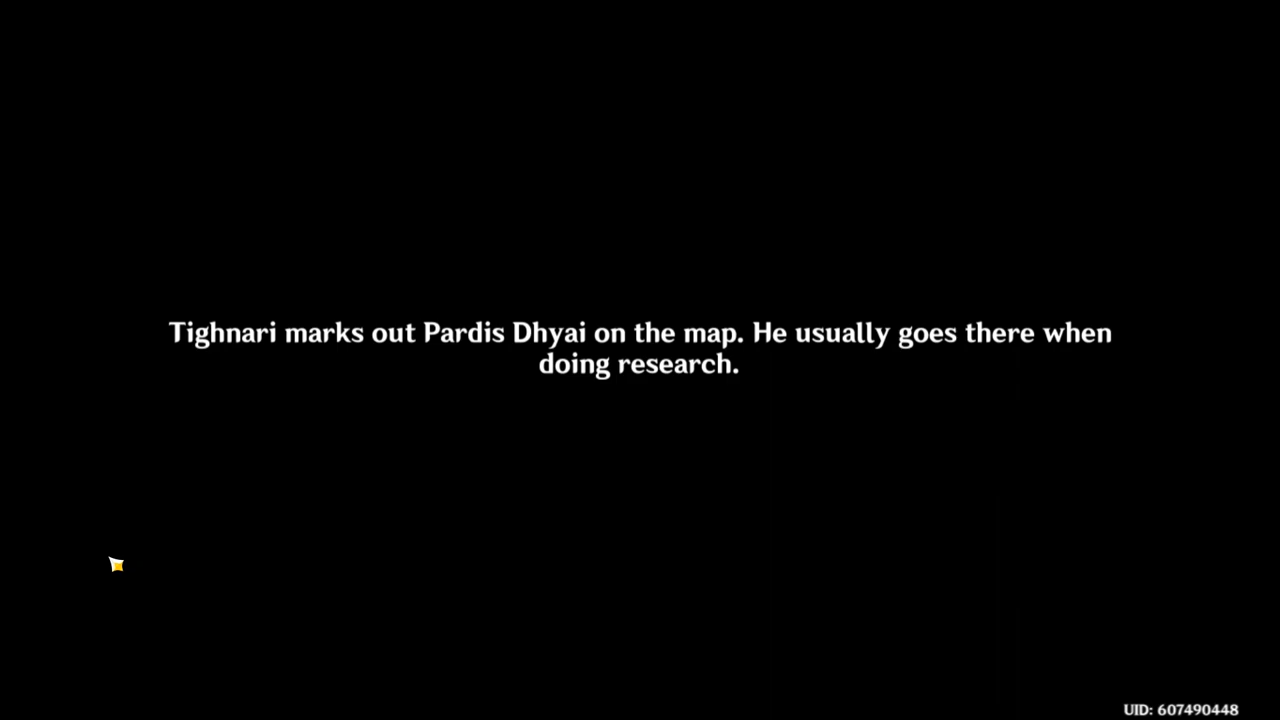 Tighnari marks out Pardis Dhyai on the map. He usually goes there when
doing research.
UID: 607490448